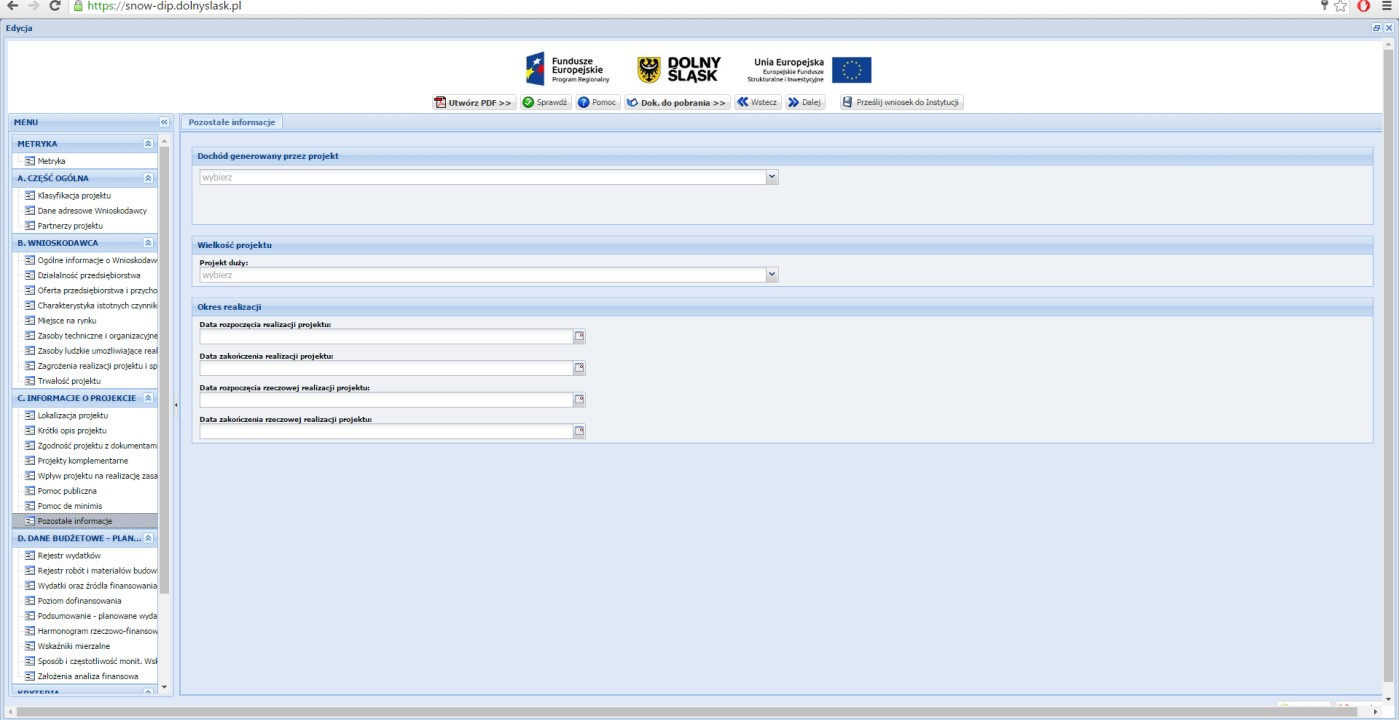 https://snow-dip.dolnyslask.pl
Edycja
Fundusze
Europejskie
Program Regionalny
DOLNY
ŚLĄSK
Unia Europejska
Europejskie Fundusze
Strukturalne i Inwestycyjne
Utwórz PDF >>
Sprawdź
Pomoc
Dok. do pobrania >>
Wstecz
Dalej
Prześlij wniosek do Instytucji
MENU
METRYKA
Metryka
A. CZĘŚĆ OGÓLNA
Klasyfikacja projektu
Dane adresowe Wnioskodawcy
Partnerzy projektu
B. WNIOSKODAWCA
Ogólne informacje o Wnioskodaw
Działalność przedsiębiorstwa
Oferta przedsiębiorstwa i przycho
Charakterystyka istotnych czynnik
Miejsce na rynku
Zasoby techniczne i organizacyjne
Zasoby ludzkie umożliwiające real
Zagrożenia realizacji projektu i sp
Trwałość projektu
C. INFORMACJE O PROJEKCIE
Lokalizacja projektu
Krótki opis projektu
Zgodność projektu z dokumentam
Projekty komplementarne
Wpływ projektu na realizację zasa
Pomoc publiczna
Pomoc de minimis
Pozostałe informacje
D. DANE BUDŻETOWE - PLAN...
Rejestr wydatków
Rejestr robót i materiałów budow
Wydatki oraz źródła finansowania
Poziom dofinansowania
Podsumowanie - planowane wyda
Harmonogram rzeczowo-finansow
Wskaźniki mierzalne
Sposób i częstotliwość monit. Wsk
Założenia analiza finansowa
KRYTERIA
Pozostałe informacje
Dochód generowany przez projekt
wybierz
Wielkość projektu
Projekt duży:
wybierz
Okres realizacji
Data rozpoczęcia realizacji projektu:
Data zakończenia realizacji projektu:
Data rozpoczęcia rzeczowej realizacji projektu:
Data zakończenia rzeczowej realizacji projektu: